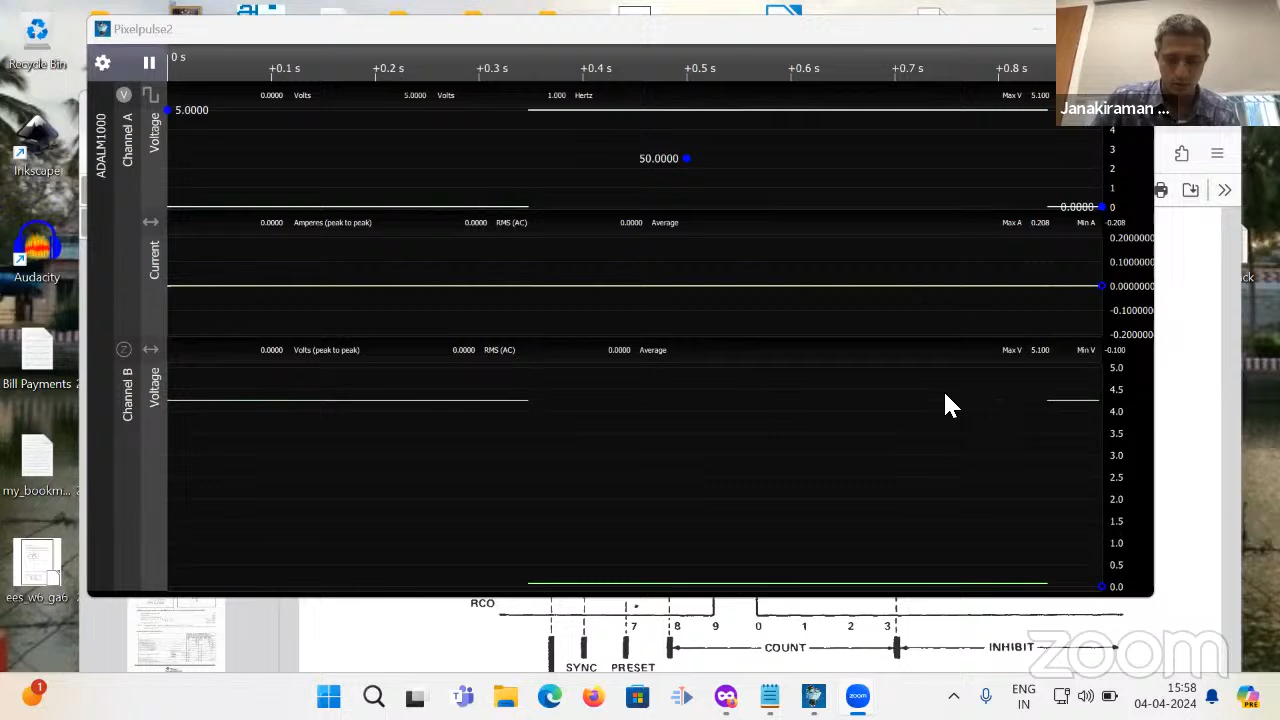 Pixelpulse2
Recycle Bin
0 s
+0.1 s +0.2 s +0.3 s +0.4 s +0.5 s +0.6 s +0.7 s +0.8 s
Janakiraman ...
ADALM1000
Channel A
Voltage
V
0.0000 Volts 5.0000 Volts 1.000 Hertz Max V 5.100
5.0000
50.0000
4
3
2
1
0.0000 0
Inkscape
Current
0.0000 Amperes (peak to peak) 0.0000 RMS (AC) 0.0000 Average Max A 0.208 Min A -0.208
0.2000000
0.1000000
0.0000000
-0.100000
-0.200000
Audacity
ck
Channel B
Voltage
0.0000 Volts (peak to peak) 0.0000 RMS (AC) 0.0000 Average Max V 5.100 Min V -0.100
5.0
4.5
4.0
3.5
3.0
2.5
2.0
1.5
1.0
0.5
0.0
Bill Payments
my_bookm...
ees_w6_ga6
RCO
7 8 9 0 1 2 3
COUNT INHIBIT
SYNC PRESET
zoom
1
zoom
ENG
IN
15:58
04-04-2024
PRE